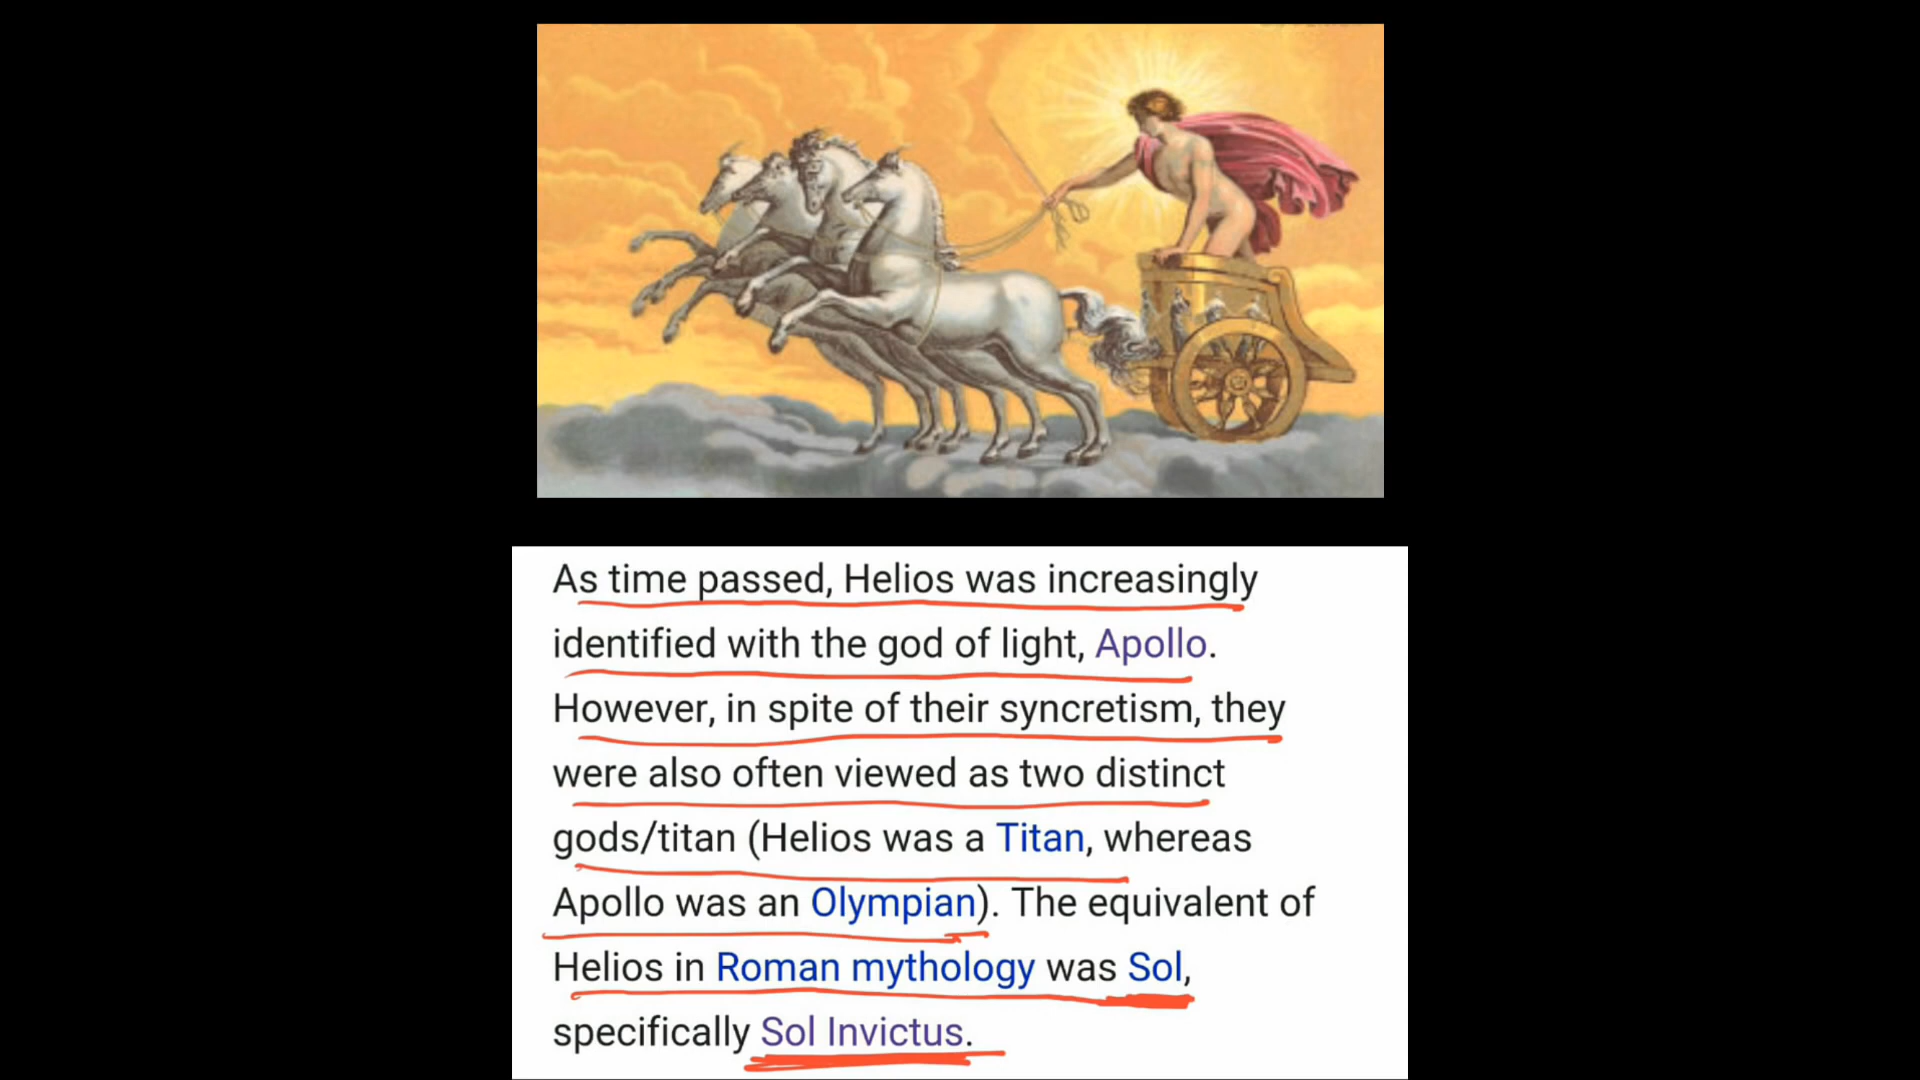 As time passed, Helios was increasingly
identified with the god of light, Apollo.
However, in spite of their syncretism, they
were also often viewed as two distinct
gods/titan (Helios was a Titan, whereas
Apollo was an Olympian). The equivalent of
Helios in Roman mythology was Sol,
specifically Sol Invictus.